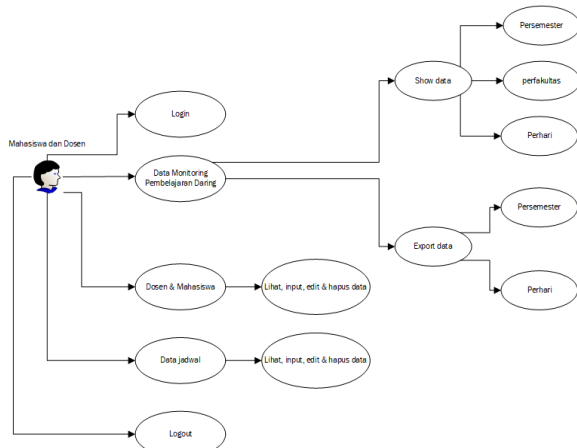 Persemester
Show data
perfakultas
Login
Mahasiswa dan Dosen
Perhari
Data Monitoring
Pembelajaran Daring
Persemester
Export data
Dosen & Mahasiswa
Lihat, input, edit & hapus data
Perhari
Data jadwal
Lihat, input, edit & hapus data
Logout